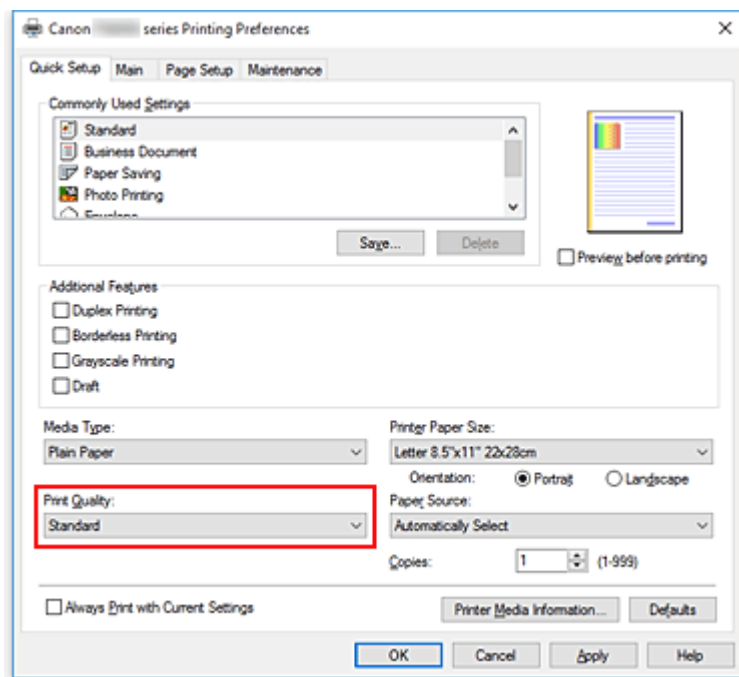 Canon series Printing Preferences
Quick Setup Main Page Setup Maintenance
Commonly Used Settings
Standard
Business Document
Paper Saving
Photo Printing
Envelope
Save... Delete
Preview before printing
Additional Features
Duplex Printing
Borderless Printing
Grayscale Printing
Draft
Media Type: Printer Paper Size:
Plain Paper Letter 8.5"x11" 22x28cm
Orientation: Portrait Landscape
Print Quality: Paper Source:
Standard Automatically Select
Copies: 1 (1-999)
Always Print with Current Settings Printer Media Information... Defaults
OK Cancel Apply Help